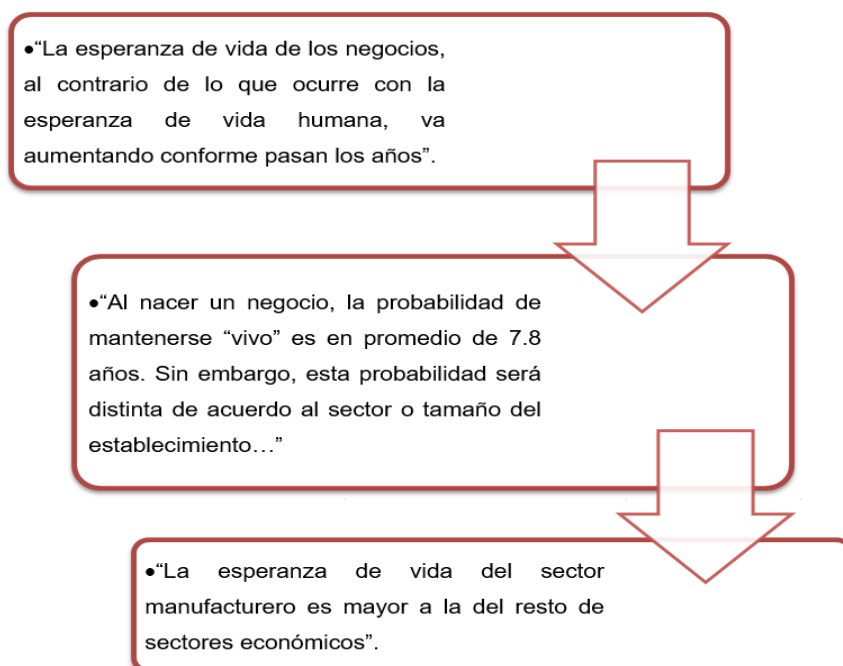 •“La esperanza de vida de los negocios,
al contrario de lo que ocurre con la
esperanza de vida humana, va
aumentando conforme pasan los años”.
•“Al nacer un negocio, la probabilidad de
mantenerse “vivo” es en promedio de 7.8
años. Sin embargo, esta probabilidad será
distinta de acuerdo al sector o tamaño del
establecimiento…”
•“La esperanza de vida del sector
manufacturero es mayor a la del resto de
sectores económicos”.